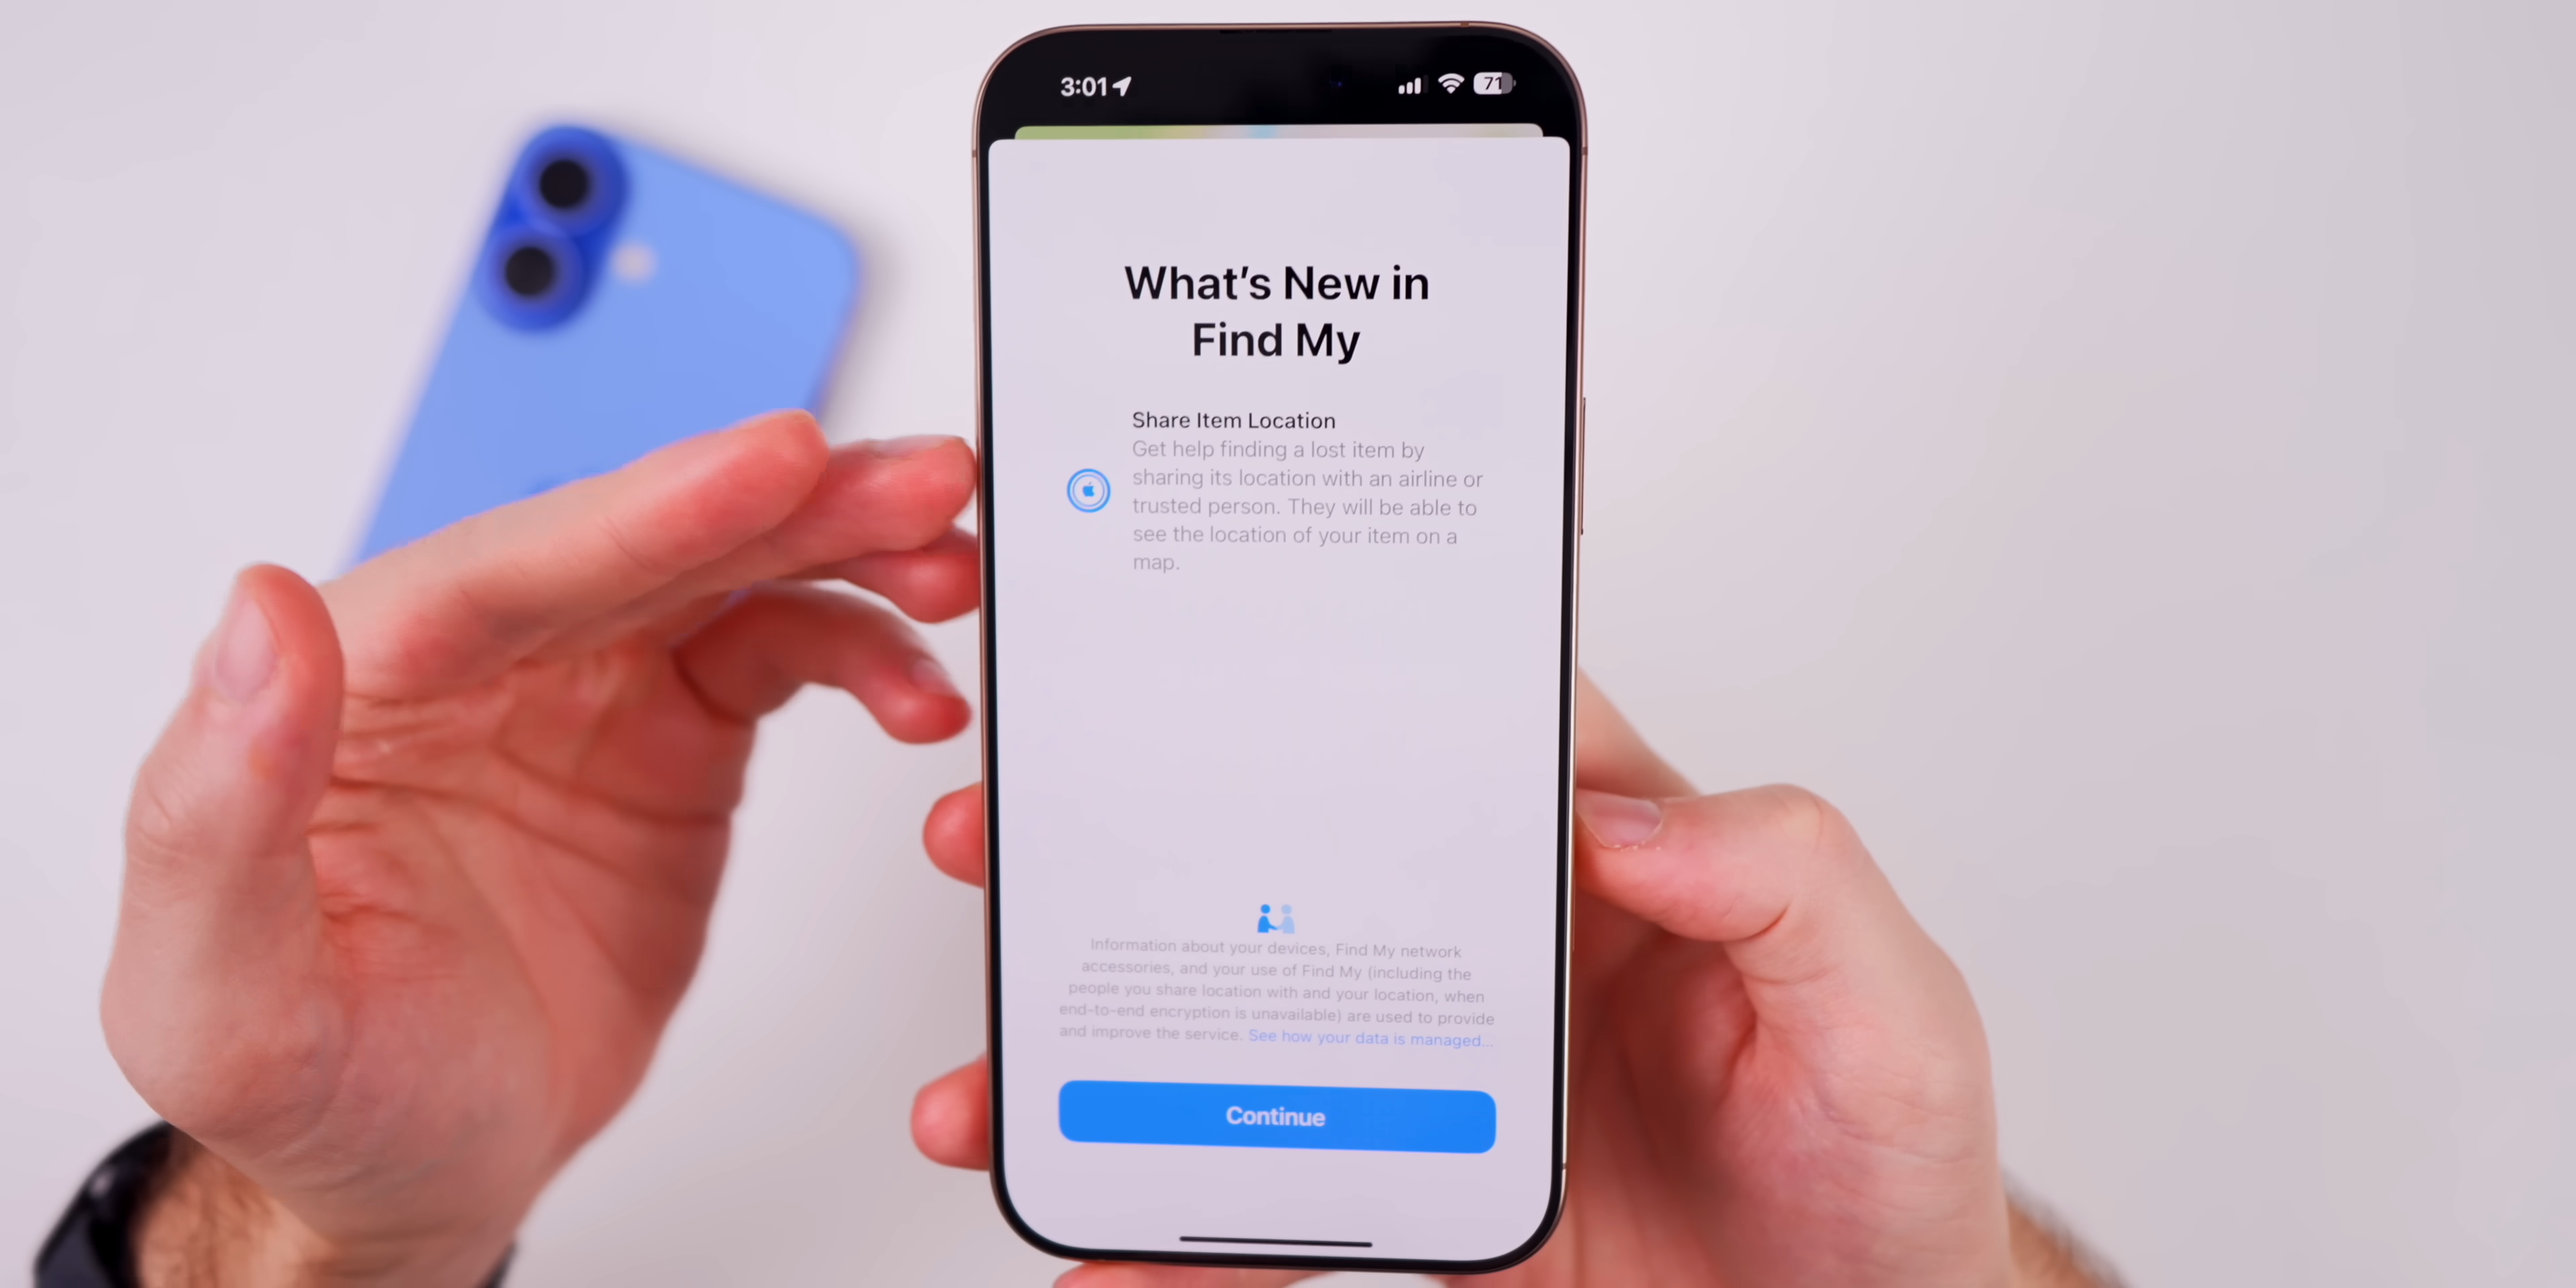 3:01
71
What's New in
Find My
Share Item Location
Get help finding a lost item by
sharing its location with an airline or
trusted person. They will be able to
see the location of your item on a
map.
Information about your devices, Find My network
accessories, and your use of Find My (including the
people you share location with and your location, when
end-to-end encryption is unavailable) are used to provide
and improve the service. See how your data is managed...
Continue